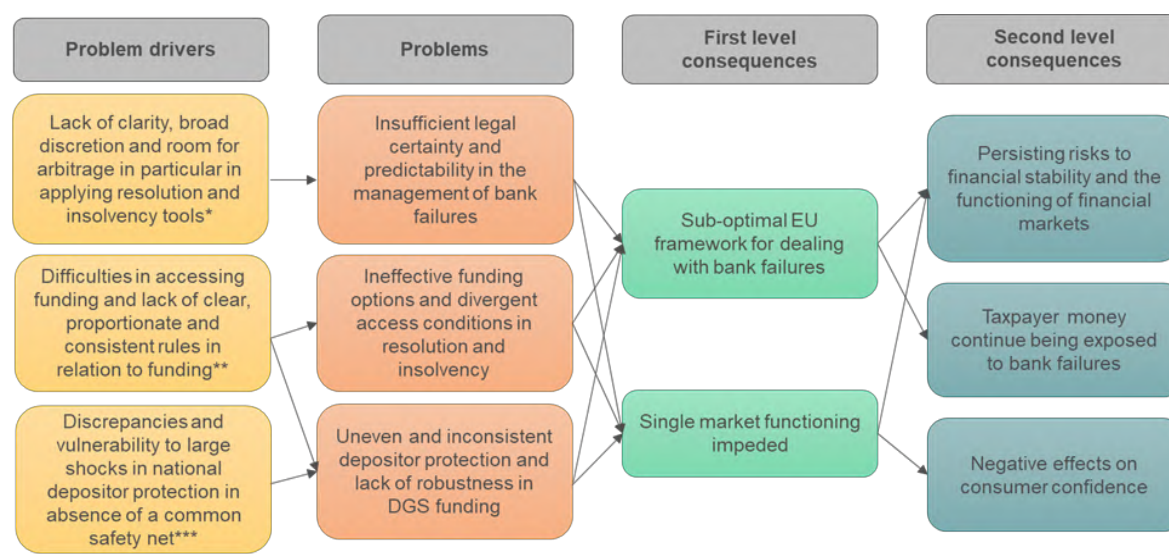 Problem drivers
Problems
First level
consequences
Second level
consequences
Lack of clarity, broad
discretion and room for
arbitrage in particular in
applying resolution and
insolvency tools*
Insufficient legal
certainty and
predictability in the
management of bank
failures
Sub-optimal EU
framework for dealing
with bank failures
Persisting risks to
financial stability and the
functioning of financial
markets
Difficulties in accessing
funding and lack of clear,
proportionate and
consistent rules in
relation to funding**
Ineffective funding
options and divergent
access conditions in
resolution and
insolvency
Taxpayer money
continue being exposed
to bank failures
Discrepancies and
vulnerability to large
shocks in national
depositor protection in
absence of a common
safety net***
Uneven and inconsistent
depositor protection and
lack of robustness in
DGS funding
Single market functioning
impeded
Negative effects on
consumer confidence